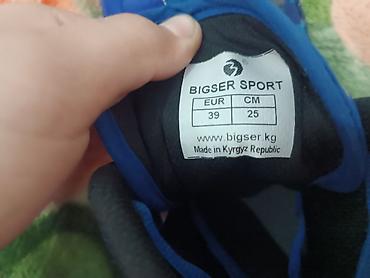 BIGSER SPORT
EUR CM
39 25
www.bigser.kg
Made in Kyrgyz Republic